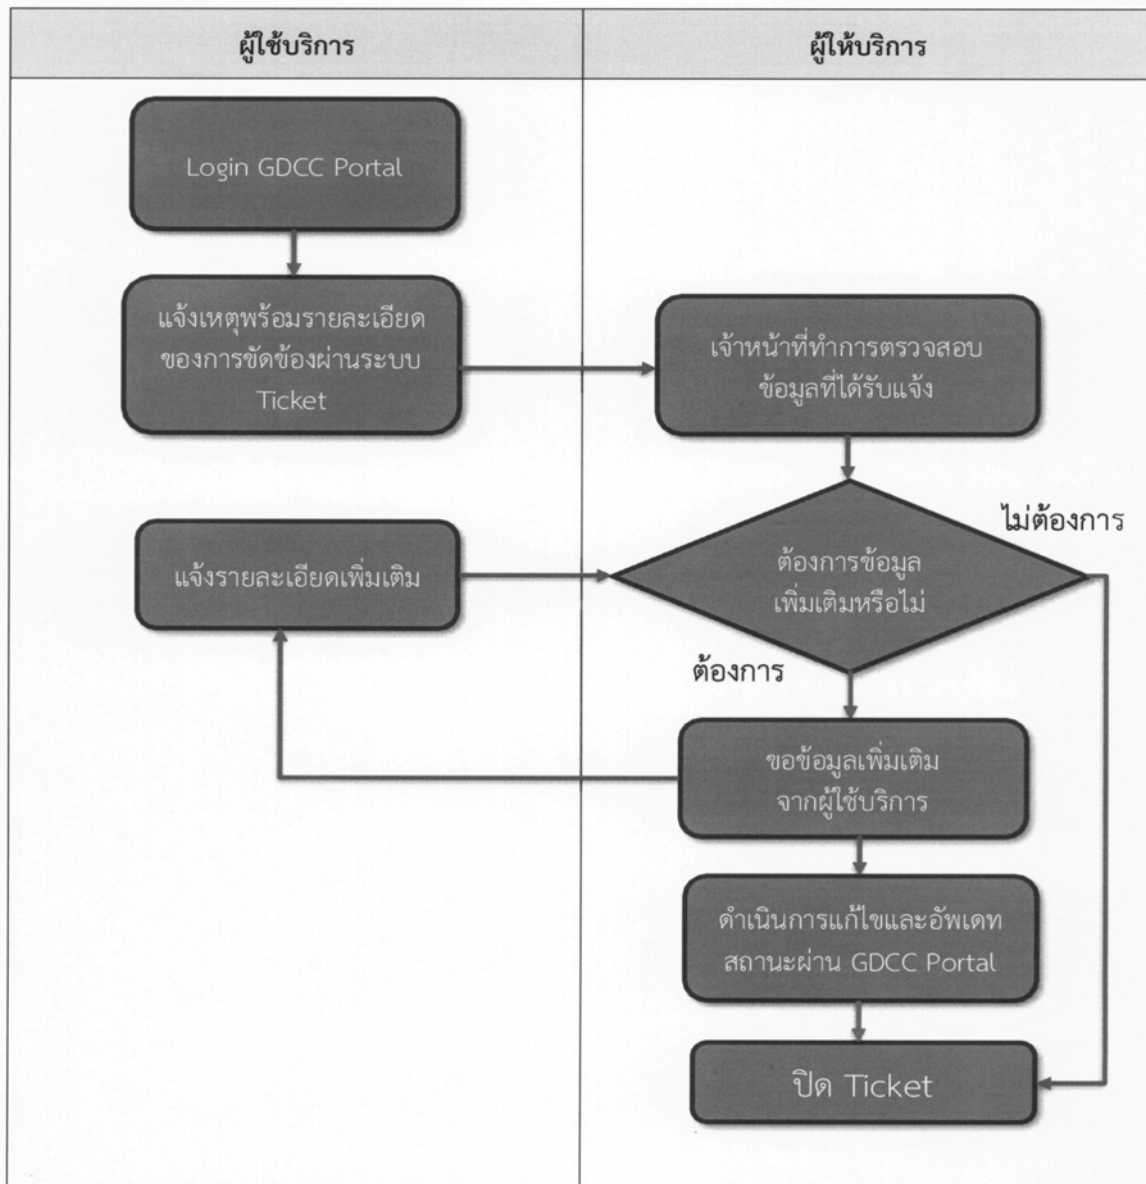 ผู้ใช้บริการ
ผู้ให้บริการ
Login GDCC Portal
แจ้งเหตุพร้อมรายละเอียด
ของการขัดข้องผ่านระบบ
Ticket
เจ้าหน้าที่ทำการตรวจสอบ
ข้อมูลที่ได้รับแจ้ง
ไม่ต้องการ
แจ้งรายละเอียดเพิ่มเติม
ต้องการข้อมูล
เพิ่มเติมหรือไม่
ต้องการ
ขอข้อมูลเพิ่มเติม
จากผู้ใช้บริการ
ดำเนินการแก้ไขและอัพเดท
สถานะผ่าน GDCC Portal
ปิด Ticket